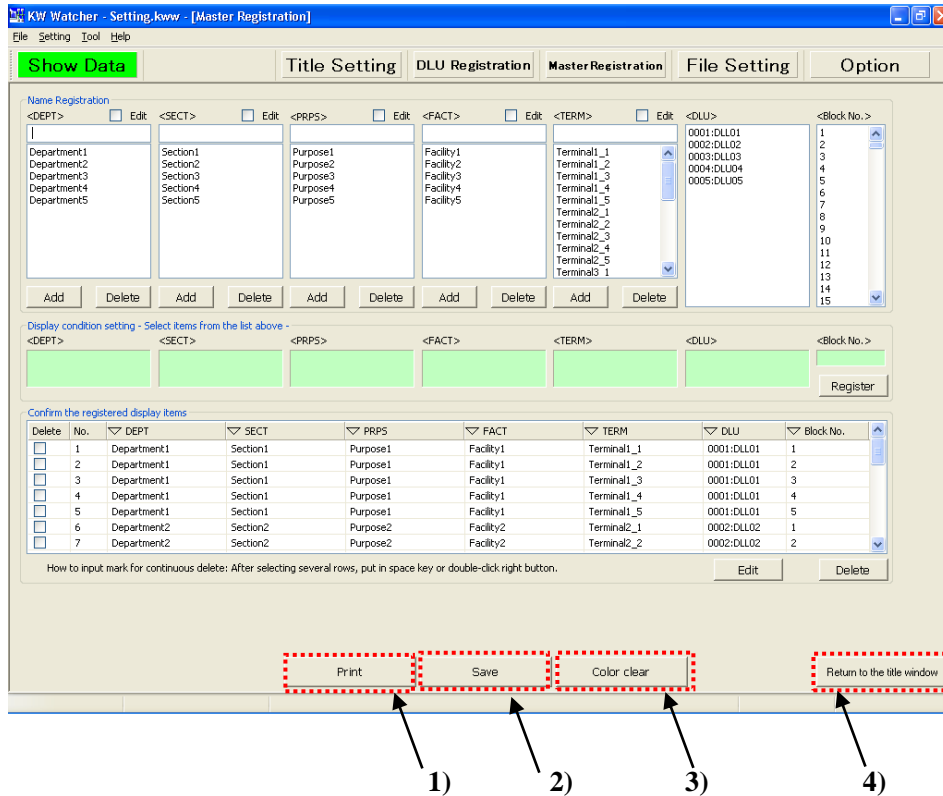 KW Watcher - Setting.kww - [Master Registration]
File Setting Tool Help
Show Data Title Setting DLU Registration Master Registration File Setting Option
Name Registration
<DEPT> Edit <SECT> Edit <PRPS> Edit <FACT> Edit <TERM> Edit <DLU> <Block No.>
Department1
Department2
Department3
Department4
Department5
Section1
Section2
Section3
Section4
Section5
Purpose1
Purpose2
Purpose3
Purpose4
Purpose5
Facility1
Facility2
Facility3
Facility4
Facility5
Terminal1_1
Terminal1_2
Terminal1_3
Terminal1_4
Terminal1_5
Terminal2_1
Terminal2_2
Terminal2_3
Terminal2_4
Terminal2_5
Terminal3_1
0001:DLL01
0002:DLL02
0003:DLL03
0004:DLU04
0005:DLU05
1
2
3
4
5
6
7
8
9
10
11
12
13
14
15
Add Delete Add Delete Add Delete Add Delete Add Delete
Display condition setting - Select items from the list above -
<DEPT> <SECT> <PRPS> <FACT> <TERM> <DLU> <Block No.>
Register
Confirm the registered display items
Delete No. DEPT SECT PRPS FACT TERM DLU Block No.
1 Department1 Section1 Purpose1 Facility1 Terminal1_1 0001:DLL01 1
2 Department1 Section1 Purpose1 Facility1 Terminal1_2 0001:DLL01 2
3 Department1 Section1 Purpose1 Facility1 Terminal1_3 0001:DLL01 3
4 Department1 Section1 Purpose1 Facility1 Terminal1_4 0001:DLL01 4
5 Department1 Section1 Purpose1 Facility1 Terminal1_5 0001:DLL01 5
6 Department2 Section2 Purpose2 Facility2 Terminal2_1 0002:DLL02 1
7 Department2 Section2 Purpose2 Facility2 Terminal2_2 0002:DLL02 2
How to input mark for continuous delete: After selecting several rows, put in space key or double-click right button.
Edit Delete
Print Save Color clear Return to the title window
1) 2) 3) 4)